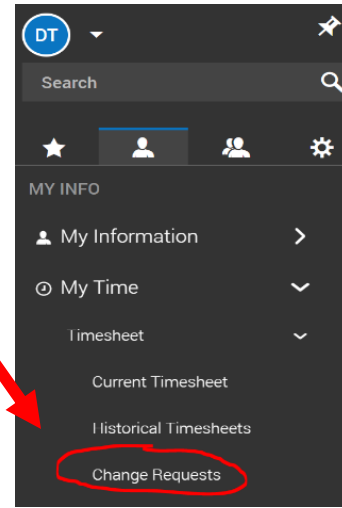 DT
Search
MY INFO
My Information
My Time
Timesheet
Current Timesheet
Historical Timesheets
Change Requests